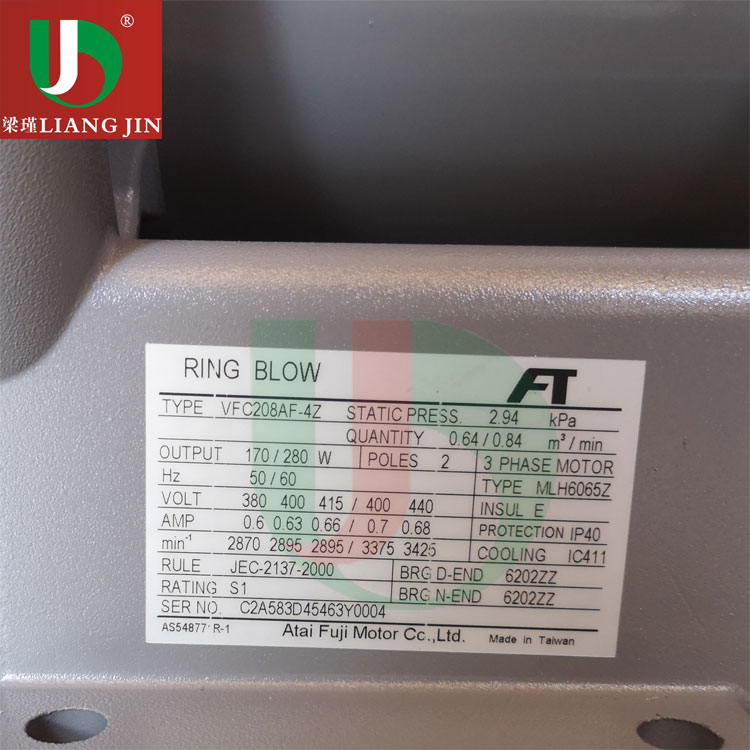 ®
梁瑾LIANG JIN
RING BLOW
FT
TYPE VFC208AF-4Z STATIC PRESS. 2.94 kPa
QUANTITY 0.64 / 0.84 m³ / min
OUTPUT 170 / 280 W POLES 2 3 PHASE MOTOR
Hz 50 / 60 TYPE MLH6065Z
VOLT 380 400 415 / 400 440 INSUL E
AMP 0.6 0.63 0.66 / 0.7 0.68 PROTECTION IP40
min⁻¹ 2870 2895 2895 / 3375 3425 COOLING IC411
RULE JEC-2137-2000 BRG D-END 6202ZZ
RATING S1 BRG N-END 6202ZZ
SER NO. C2A583D45463Y0004
AS54877 R-1 Atai Fuji Motor Co.,Ltd. Made in Taiwan